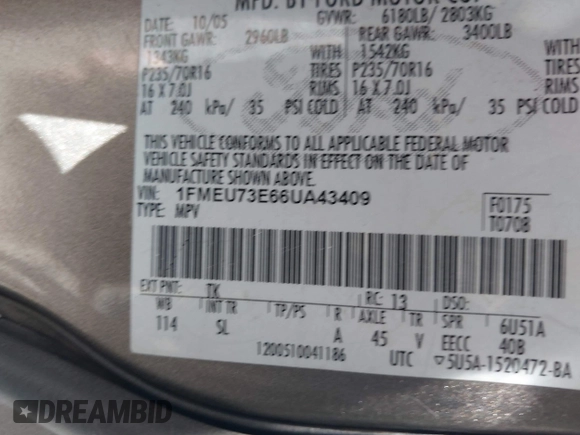 MFD. BY FORD MOTOR CO.
DATE: 10/05 GVWR: 6180LB/ 2803KG
FRONT GAWR: 2960LB REAR GAWR: 3400LB
1343KG WITH 1542KG WITH
P235/70R16 TIRES P235/70R16 TIRES
16 X 7.0J RIMS 16 X 7.0J RIMS
AT 240 kPa/ 35 PSI COLD AT 240 kPa/ 35 PSI COLD
THIS VEHICLE CONFORMS TO ALL APPLICABLE FEDERAL MOTOR
VEHICLE SAFETY STANDARDS IN EFFECT ON THE DATE OF
MANUFACTURE SHOWN ABOVE.
VIN: 1FMEU73E66UA43409 F0175
TYPE: MPV T0708
EXT PNT: TK RC: 13 DSO:
WB INT TR TP/PS R AXLE TR SPR 6U51A
114 SL A 45 V EECC 40B
1200510041186 UTC ▽5U5A-1520472-BA
DREAMBID